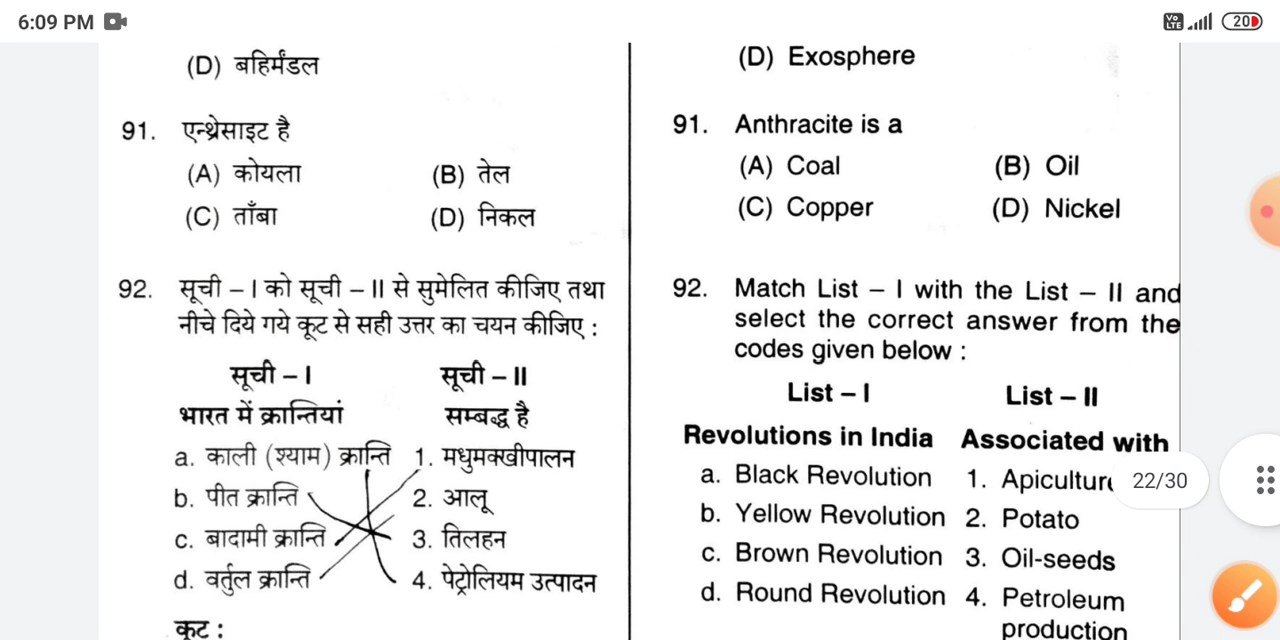 6:09 PM
Vo LTE
20
(D) बहिर्मंडल
91. एन्थ्रेसाइट है
(A) कोयला (B) तेल
(C) ताँबा (D) निकल
92. सूची – I को सूची – II से सुमेलित कीजिए तथा
नीचे दिये गये कूट से सही उत्तर का चयन कीजिए :
सूची – I सूची – II
भारत में क्रान्तियां सम्बद्ध है
a. काली (श्याम) क्रान्ति 1. मधुमक्खीपालन
b. पीत क्रान्ति 2. आलू
c. बादामी क्रान्ति 3. तिलहन
d. वर्तुल क्रान्ति 4. पेट्रोलियम उत्पादन
कूट :
(D) Exosphere
91. Anthracite is a
(A) Coal (B) Oil
(C) Copper (D) Nickel
92. Match List – I with the List – II and
select the correct answer from the
codes given below :
List – I List – II
Revolutions in India Associated with
a. Black Revolution 1. Apiculture
b. Yellow Revolution 2. Potato
c. Brown Revolution 3. Oil-seeds
d. Round Revolution 4. Petroleum
production
22/30